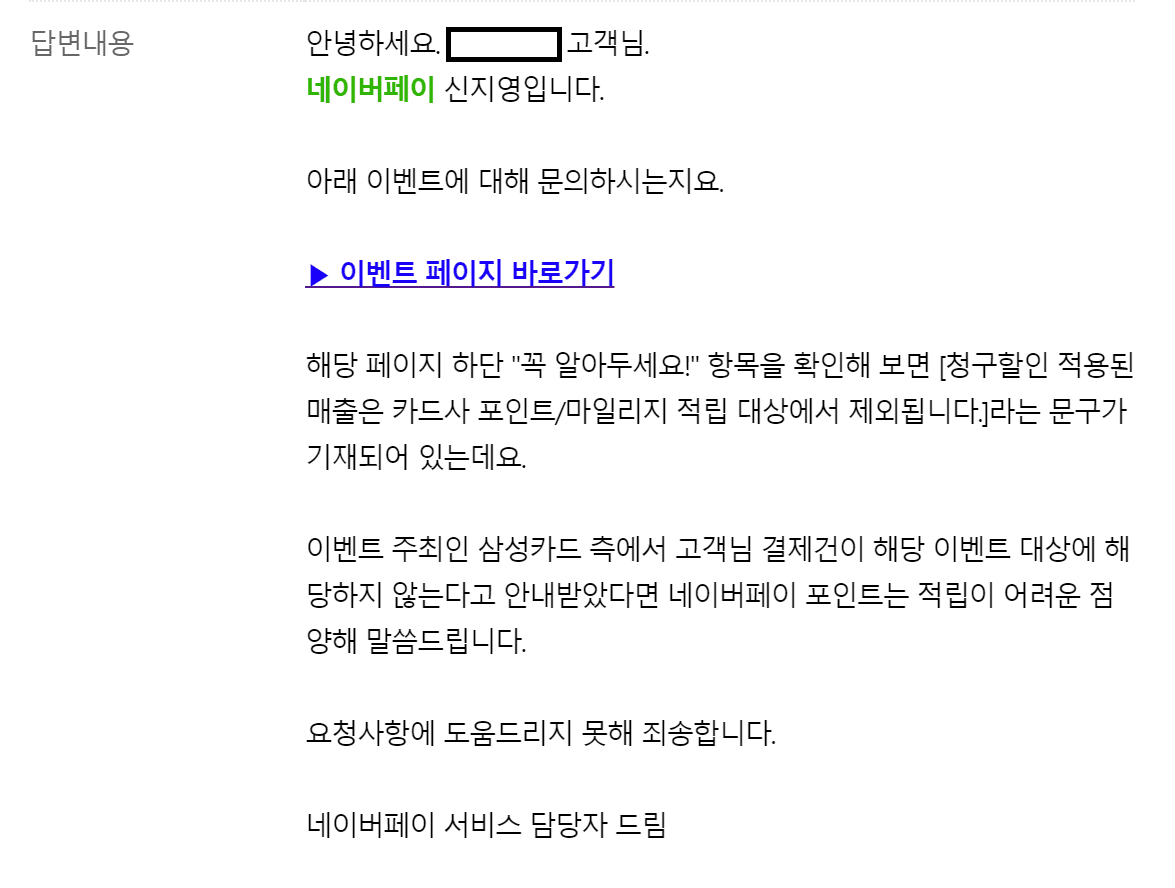 답변내용
안녕하세요. 고객님.
네이버페이 신지영입니다.
아래 이벤트에 대해 문의하시는지요.
▶ 이벤트 페이지 바로가기
해당 페이지 하단 "꼭 알아두세요!" 항목을 확인해 보면 [청구할인 적용된
매출은 카드사 포인트/마일리지 적립 대상에서 제외됩니다.]라는 문구가
기재되어 있는데요.
이벤트 주최인 삼성카드 측에서 고객님 결제건이 해당 이벤트 대상에 해
당하지 않는다고 안내받았다면 네이버페이 포인트는 적립이 어려운 점
양해 말씀드립니다.
요청사항에 도움드리지 못해 죄송합니다.
네이버페이 서비스 담당자 드림